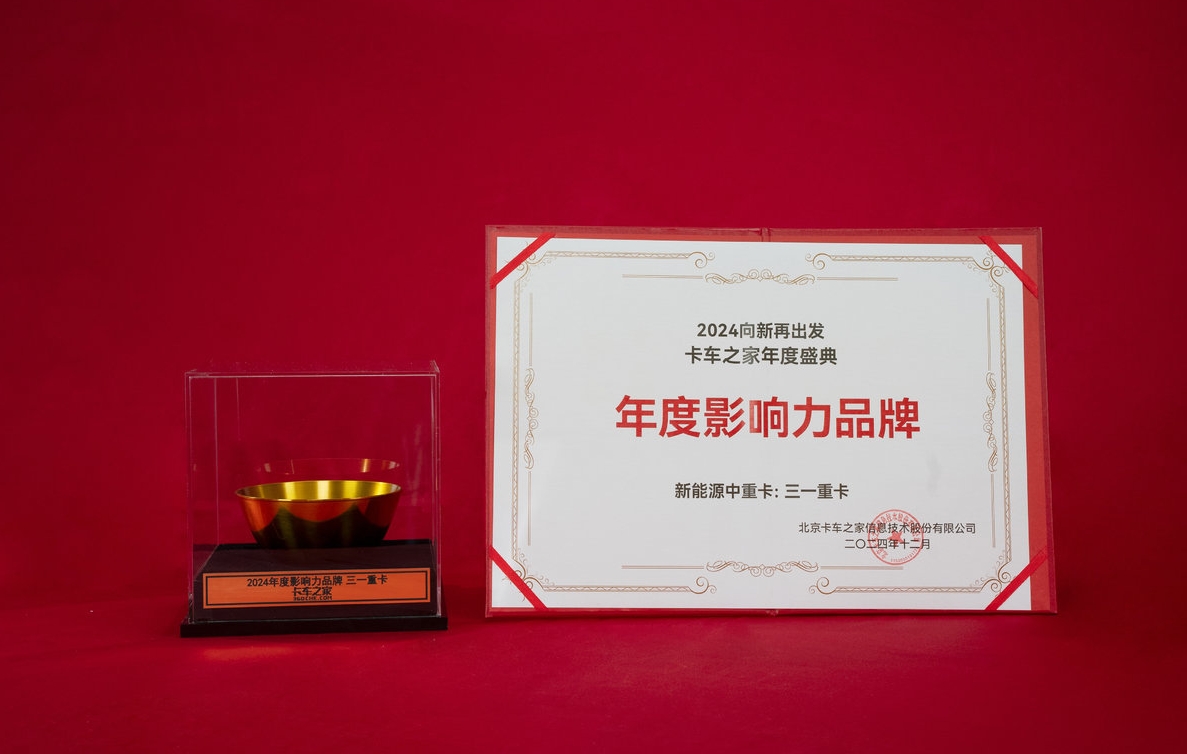 2024向新再出发
卡车之家年度盛典
年度影响力品牌
新能源中重卡: 三一重卡
北京卡车之家信息技术股份有限公司
二〇二四年十二月
2024年度影响力品牌 三一重卡
卡车之家
360CHE.COM